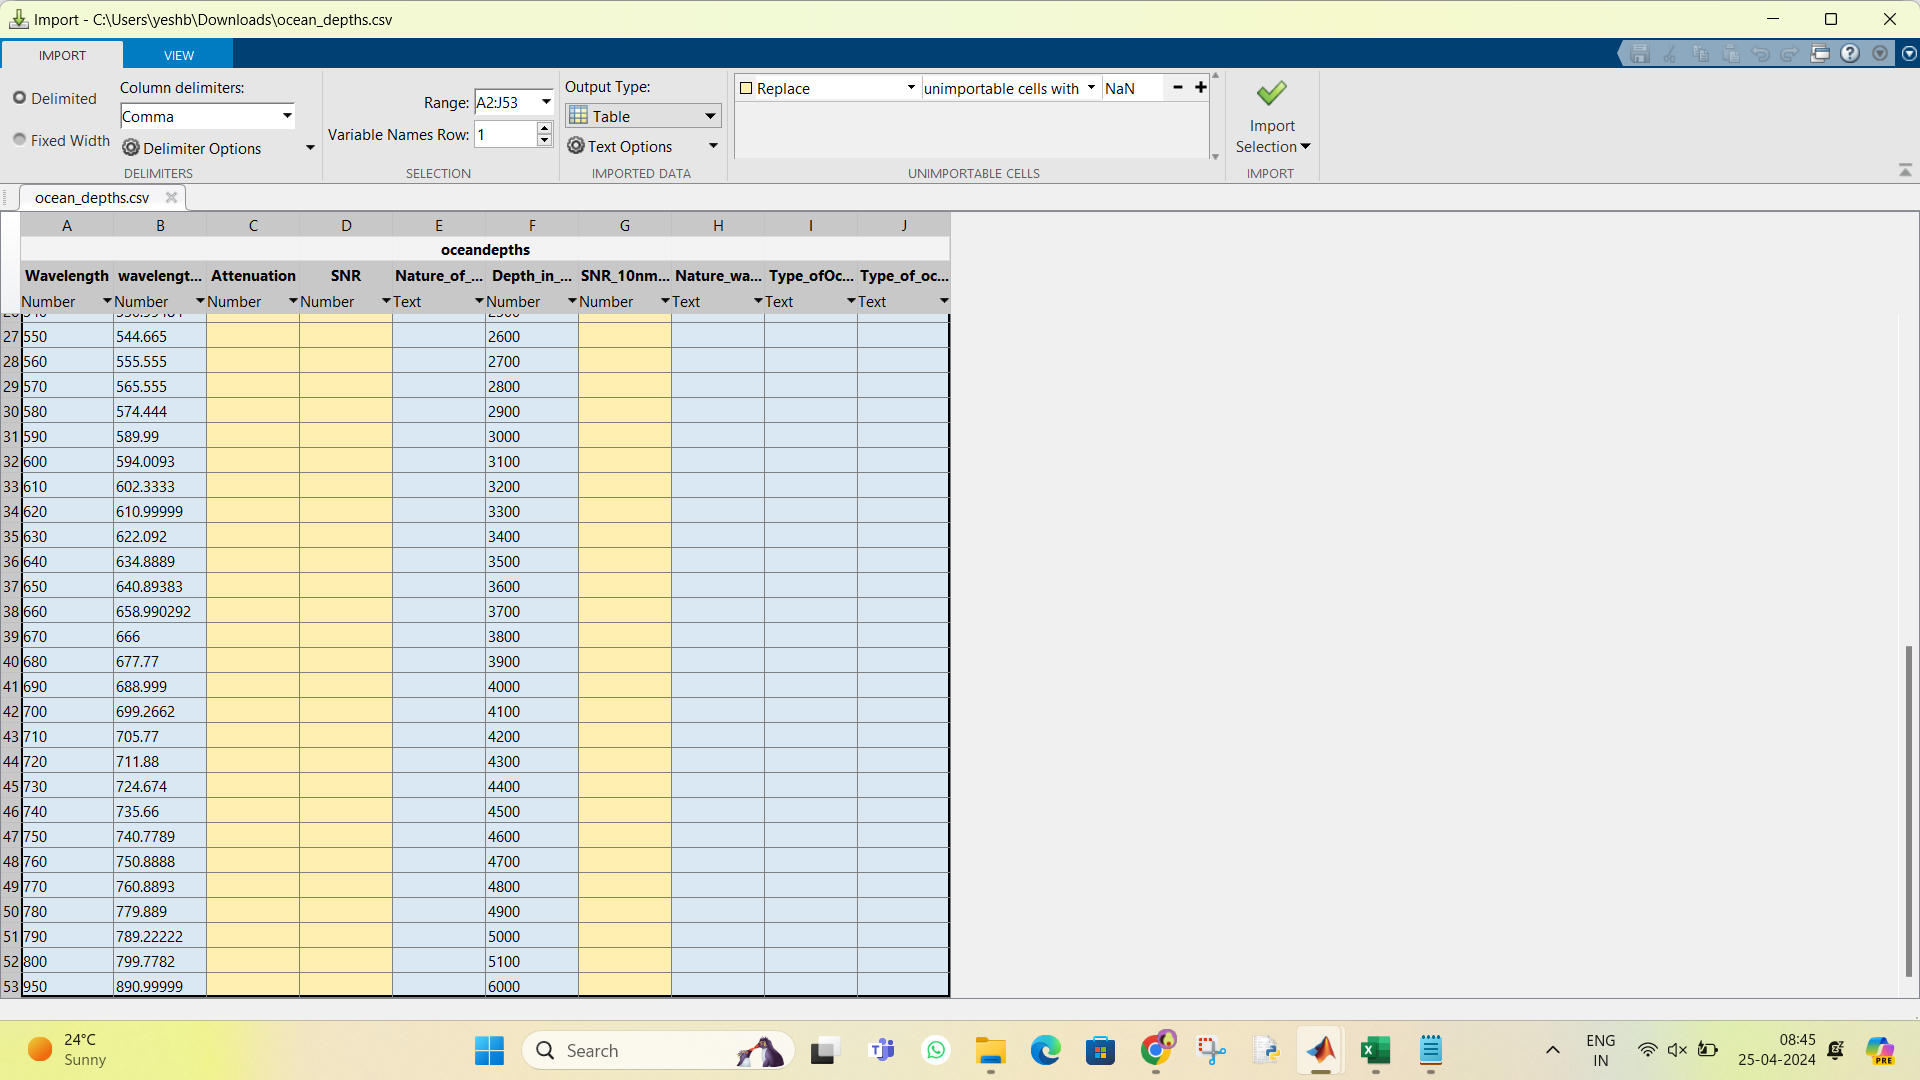 Import - C:\Users\yeshb\Downloads\ocean_depths.csv
IMPORT VIEW
Delimited
Fixed Width
Column delimiters:
Comma
Delimiter Options
DELIMITERS
Range: A2:J53
Variable Names Row: 1
SELECTION
Output Type:
Table
Text Options
IMPORTED DATA
Replace unimportable cells with NaN
UNIMPORTABLE CELLS
Import
Selection
IMPORT
ocean_depths.csv
A B C D E F G H I J
oceandepths
Wavelength wavelengt... Attenuation SNR Nature_of_... Depth_in_... SNR_10nm... Nature_wa... Type_ofOc... Type_of_oc...
Number Number Number Number Text Number Number Text Text Text
27 550 544.665 2600
28 560 555.555 2700
29 570 565.555 2800
30 580 574.444 2900
31 590 589.99 3000
32 600 594.0093 3100
33 610 602.3333 3200
34 620 610.99999 3300
35 630 622.092 3400
36 640 634.8889 3500
37 650 640.89383 3600
38 660 658.990292 3700
39 670 666 3800
40 680 677.77 3900
41 690 688.999 4000
42 700 699.2662 4100
43 710 705.77 4200
44 720 711.88 4300
45 730 724.674 4400
46 740 735.66 4500
47 750 740.7789 4600
48 760 750.8888 4700
49 770 760.8893 4800
50 780 779.889 4900
51 790 789.22222 5000
52 800 799.7782 5100
53 950 890.99999 6000
24°C
Sunny
Search
ENG
IN
08:45
25-04-2024
PRE